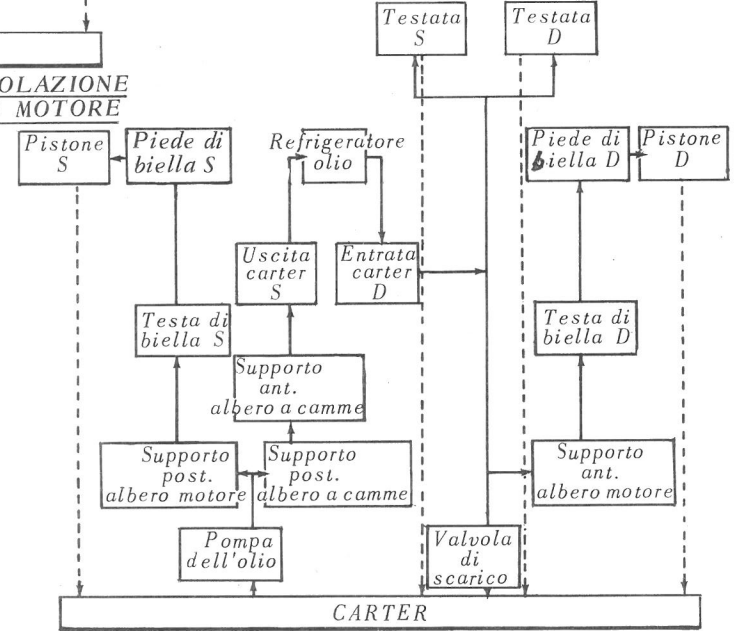 Testata
S
Testata
D
OLAZIONE
MOTORE
Pistone
S
Piede di
biella S
Refrigeratore
olio
Piede di
biella D
Pistone
D
Uscita
carter
S
Entrata
carter
D
Testa di
biella S
Testa di
biella D
Supporto
ant.
albero a camme
Supporto
post.
albero motore
Supporto
post.
albero a camme
Supporto
ant.
albero motore
Pompa
dell'olio
Valvola
di
scarico
CARTER